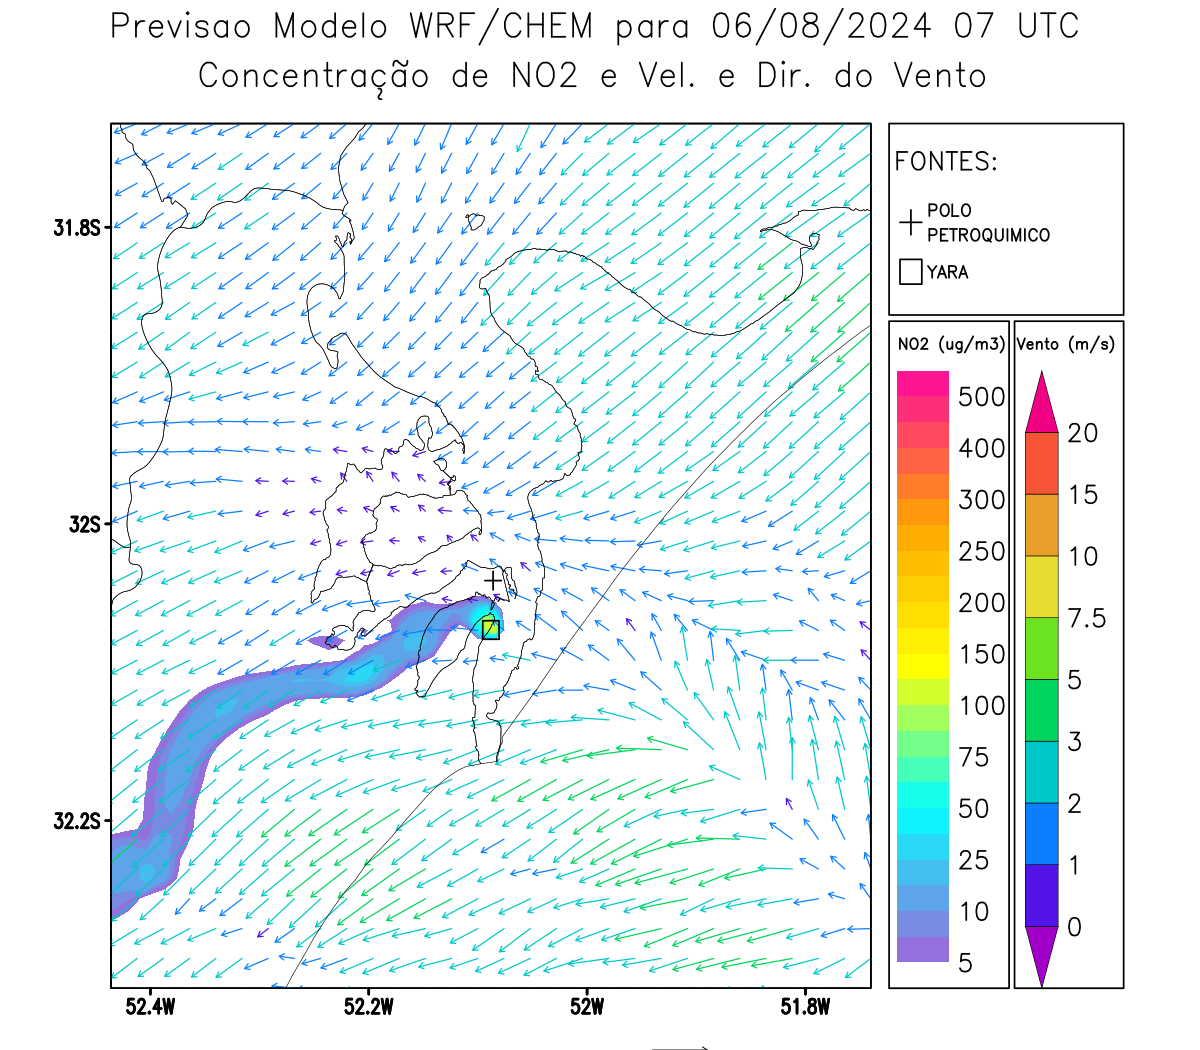 Previsao Modelo WRF/CHEM para 06/08/2024 07 UTC
Concentração de NO2 e Vel. e Dir. do Vento
FONTES:
POLO
PETROQUIMICO
YARA
NO2 (ug/m3)
500
400
300
250
200
150
100
75
50
25
10
5
Vento (m/s)
20
15
10
7.5
5
3
2
1
0
31.8S
32S
32.2S
52.4W
52.2W
52W
51.8W